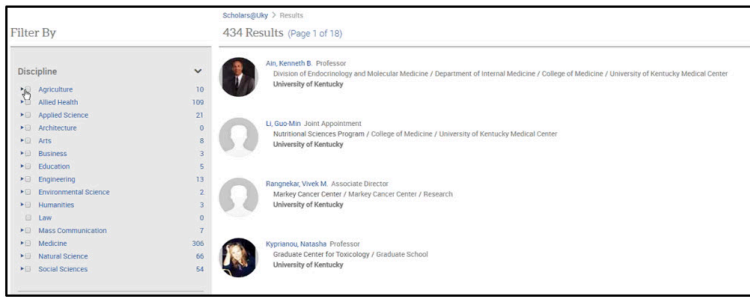 Scholars@Uky > Results
Filter By
434 Results (Page 1 of 18)
Discipline
Agriculture 10
Allied Health 109
Applied Science 21
Architecture 0
Arts 8
Business 3
Education 5
Engineering 13
Environmental Science 2
Humanities 3
Law 0
Mass Communication 7
Medicine 306
Natural Science 66
Social Sciences 54
Ain, Kenneth B. Professor
Division of Endocrinology and Molecular Medicine / Department of Internal Medicine / College of Medicine / University of Kentucky Medical Center
University of Kentucky
Li, Guo-Min Joint Appointment
Nutritional Sciences Program / College of Medicine / University of Kentucky Medical Center
University of Kentucky
Rangnekar, Vivek M. Associate Director
Markey Cancer Center / Markey Cancer Center / Research
University of Kentucky
Kyprianou, Natasha Professor
Graduate Center for Toxicology / Graduate School
University of Kentucky